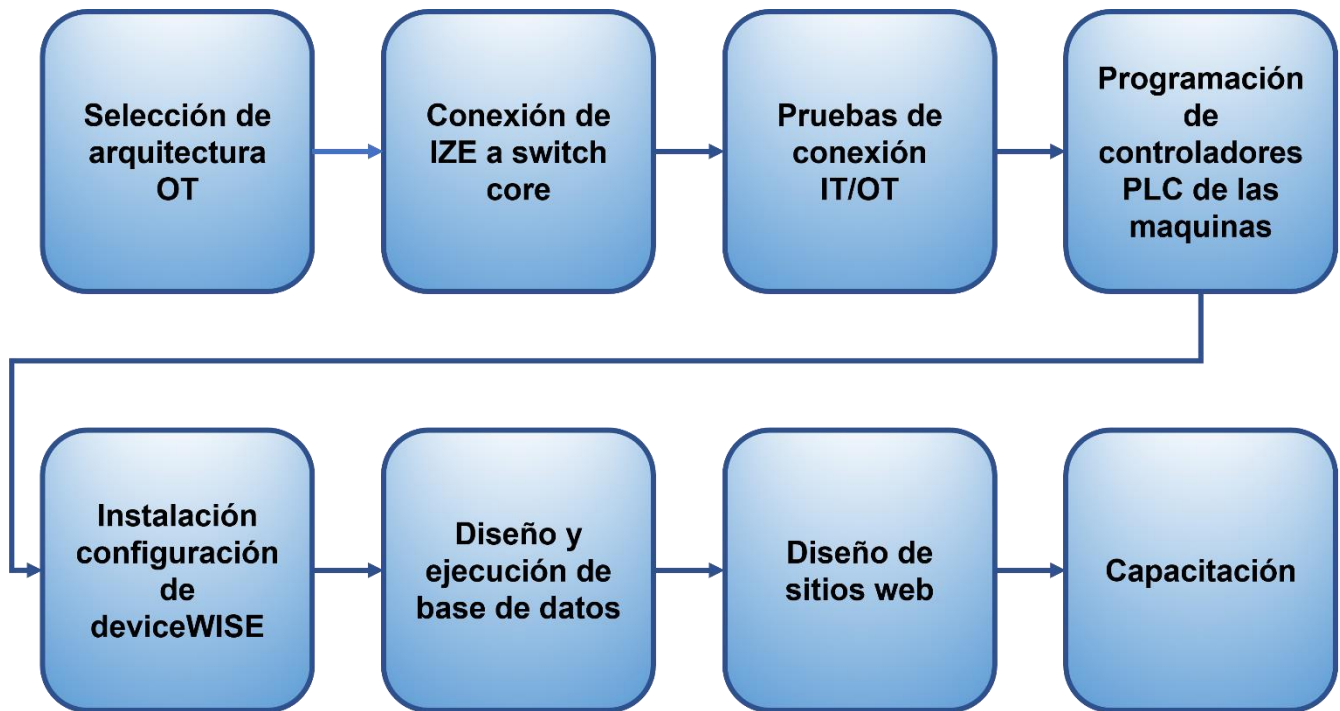 Selección de
arquitectura
OT
Conexión de
IZE a switch
core
Pruebas de
conexión
IT/OT
Programación
de
controladores
PLC de las
maquinas
Instalación
configuración
de
deviceWISE
Diseño y
ejecución de
base de datos
Diseño de
sitios web
Capacitación